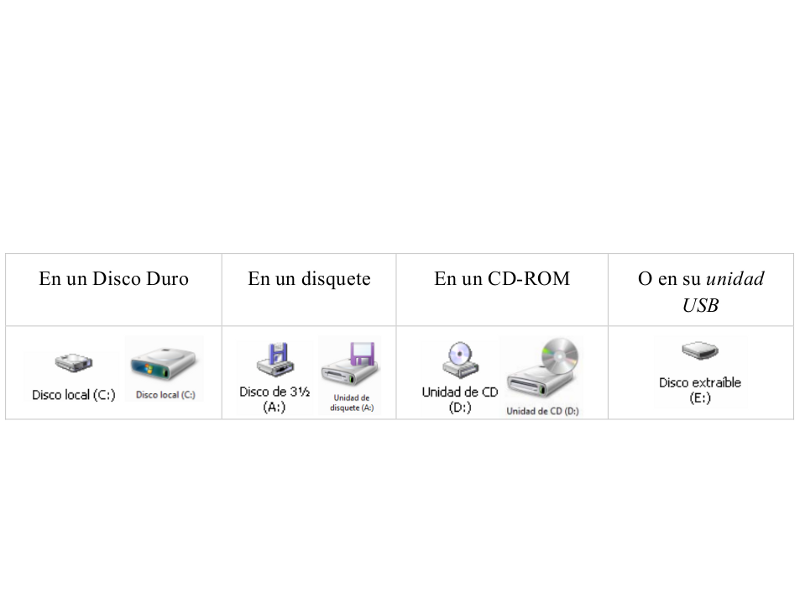 En un Disco Duro
En un disquete
En un CD-ROM
O en su unidad
USB
Disco local (C:)
Disco local (C:)
Disco de 3½
(A:)
Unidad de
disquete (A:)
Unidad de CD
(D:)
Unidad de CD (D:)
Disco extraíble
(E:)